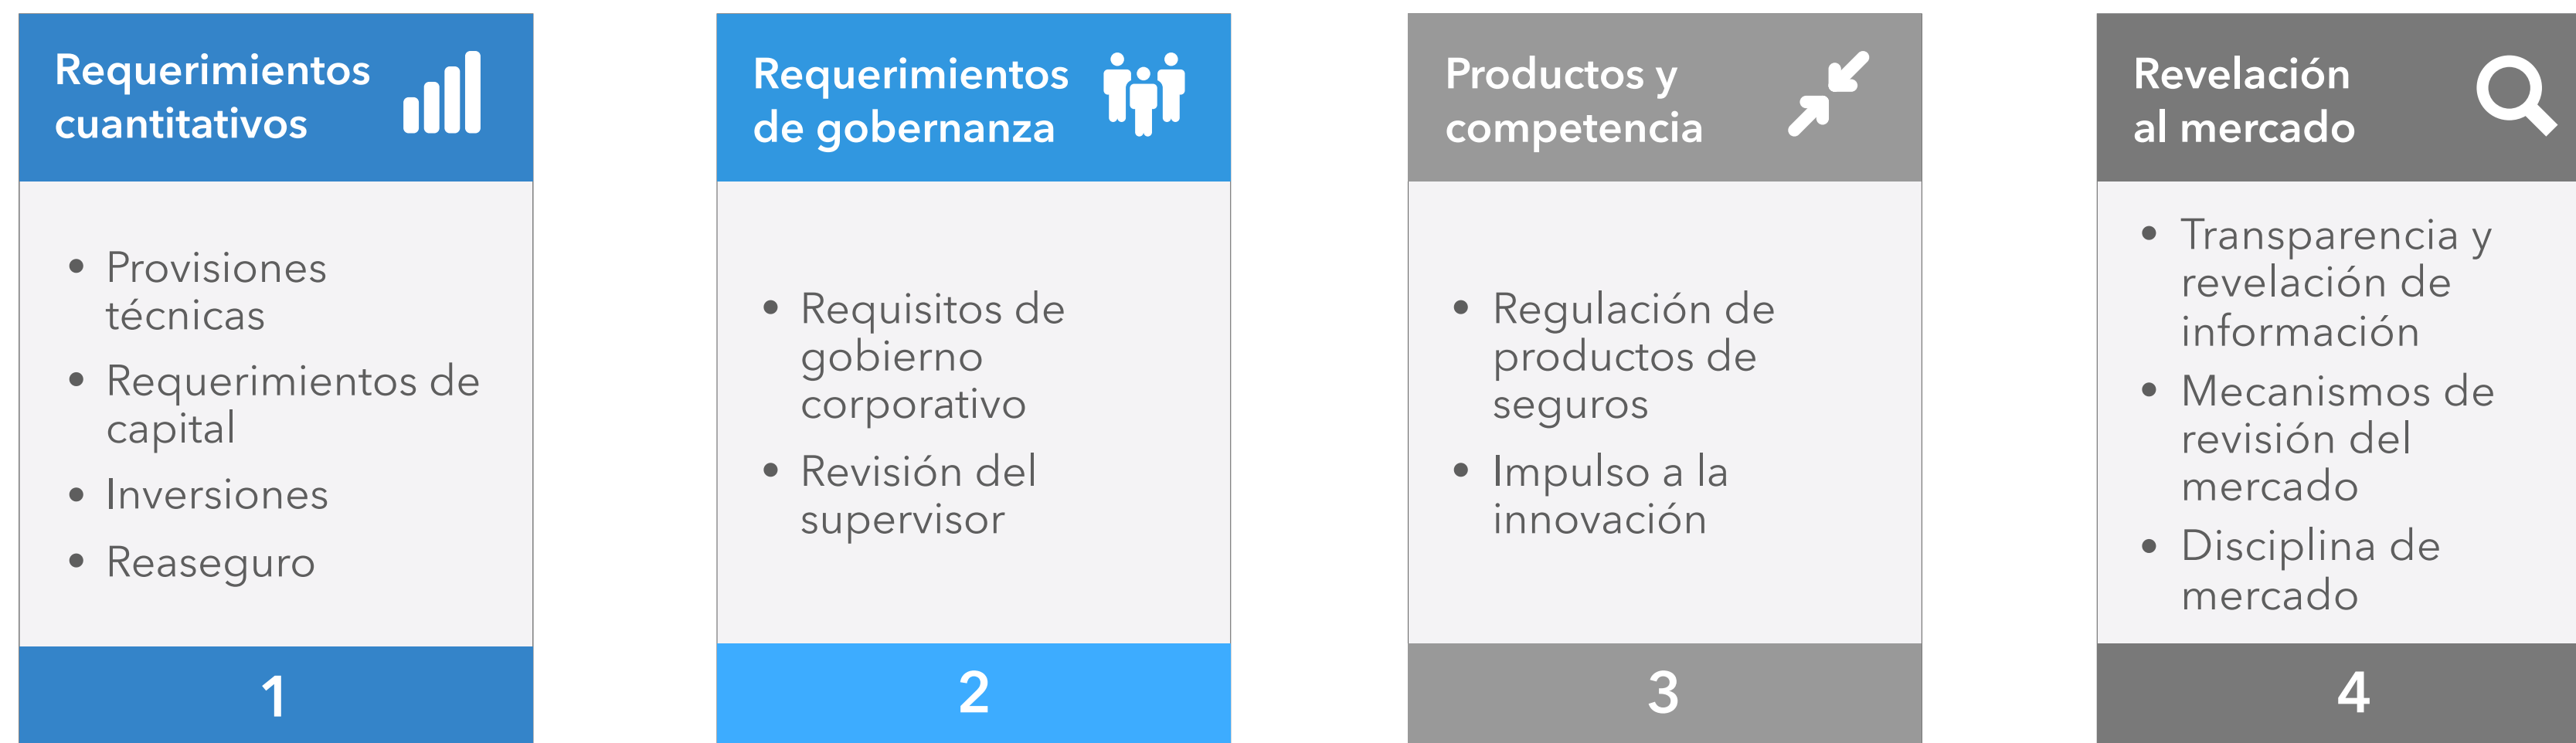 Requerimientos
cuantitativos
• Provisiones
técnicas
• Requerimientos de
capital
• Inversiones
• Reaseguro
1
Requerimientos
de gobernanza
• Requisitos de
gobierno
corporativo
• Revisión del
supervisor
2
Productos y
competencia
• Regulación de
productos de
seguros
• Impulso a la
innovación
3
Revelación
al mercado
• Transparencia y
revelación de
información
• Mecanismos de
revisión del
mercado
• Disciplina de
mercado
4